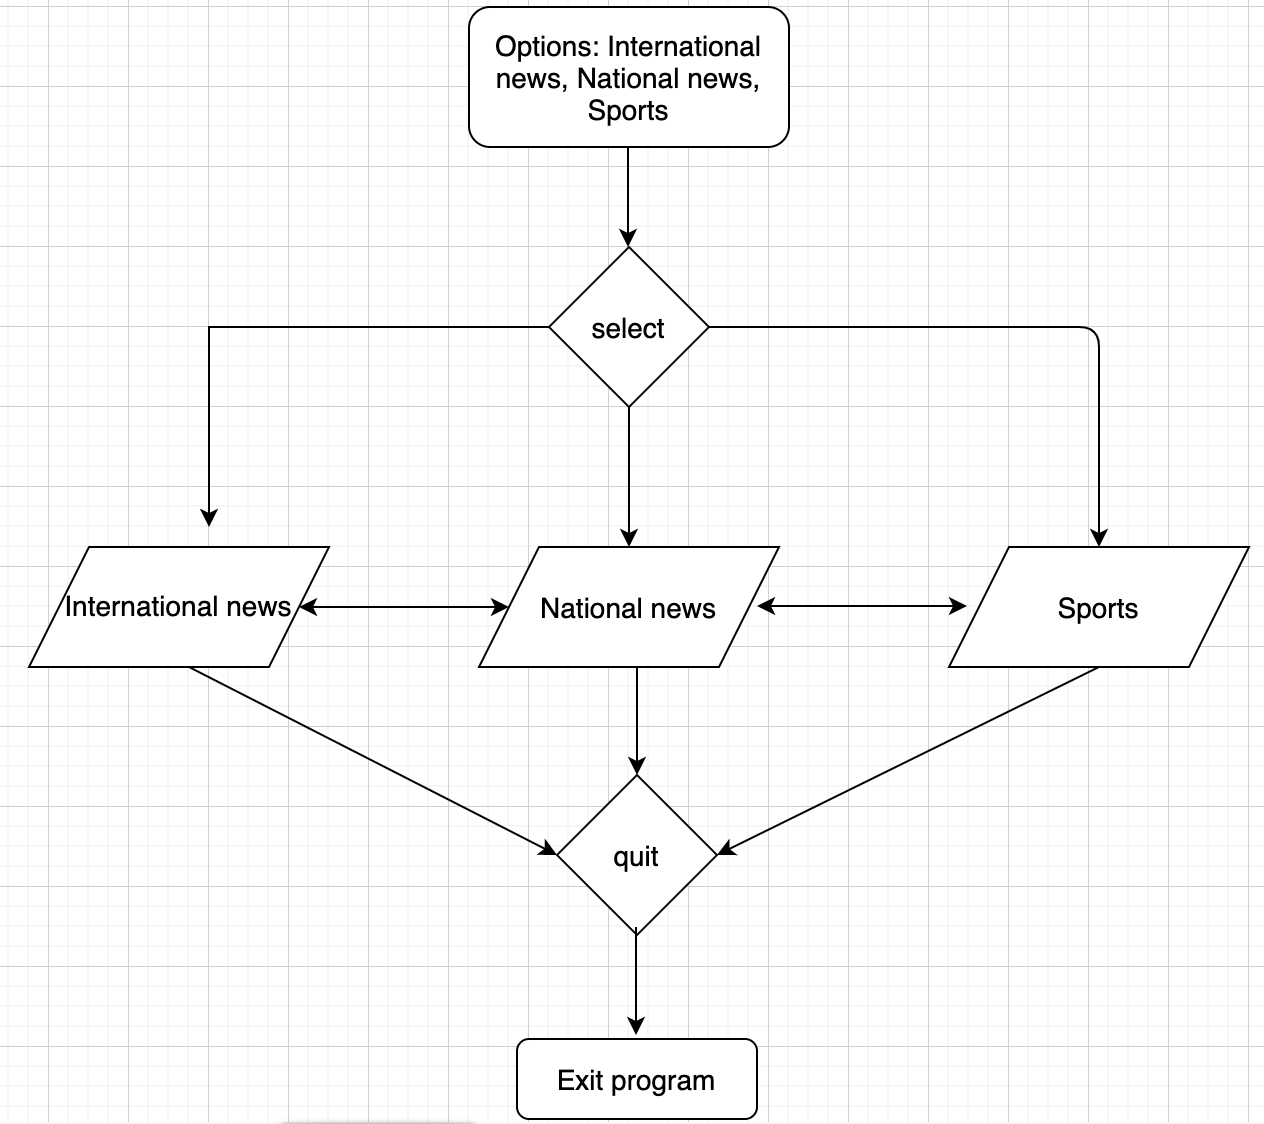 Options: International
news, National news,
Sports
select
International news
National news
Sports
quit
Exit program